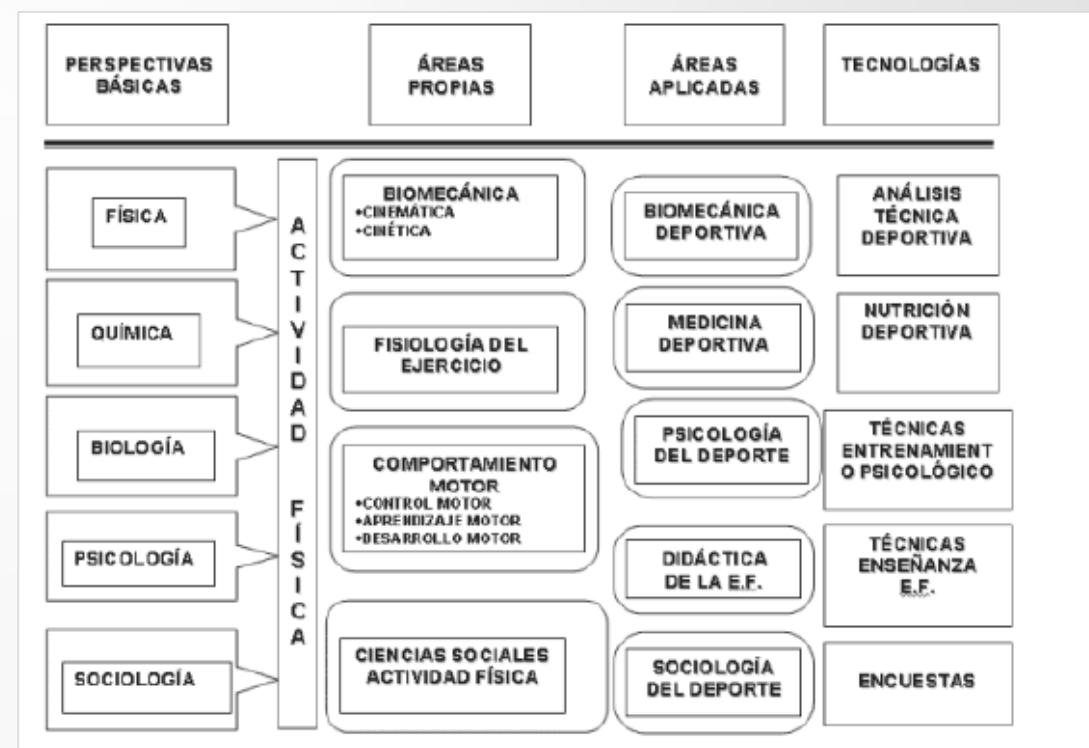 PERSPECTIVAS
BÁSICAS
ÁREAS
PROPIAS
ÁREAS
APLICADAS
TECNOLOGÍAS
FÍSICA
QUÍMICA
BIOLOGÍA
PSICOLOGÍA
SOCIOLOGÍA
ACTIVIDAD FÍSICA
BIOMECÁNICA
•CINEMÁTICA
•CINÉTICA
FISIOLOGÍA DEL
EJERCICIO
COMPORTAMIENTO
MOTOR
•CONTROL MOTOR
•APRENDIZAJE MOTOR
•DESARROLLO MOTOR
CIENCIAS SOCIALES
ACTIVIDAD FÍSICA
BIOMECÁNICA
DEPORTIVA
MEDICINA
DEPORTIVA
PSICOLOGÍA
DEL DEPORTE
DIDÁCTICA
DE LA E.F.
SOCIOLOGÍA
DEL DEPORTE
ANÁLISIS
TÉCNICA
DEPORTIVA
NUTRICIÓN
DEPORTIVA
TÉCNICAS
ENTRENAMIENT
O PSICOLÓGICO
TÉCNICAS
ENSEÑANZA
E.F.
ENCUESTAS